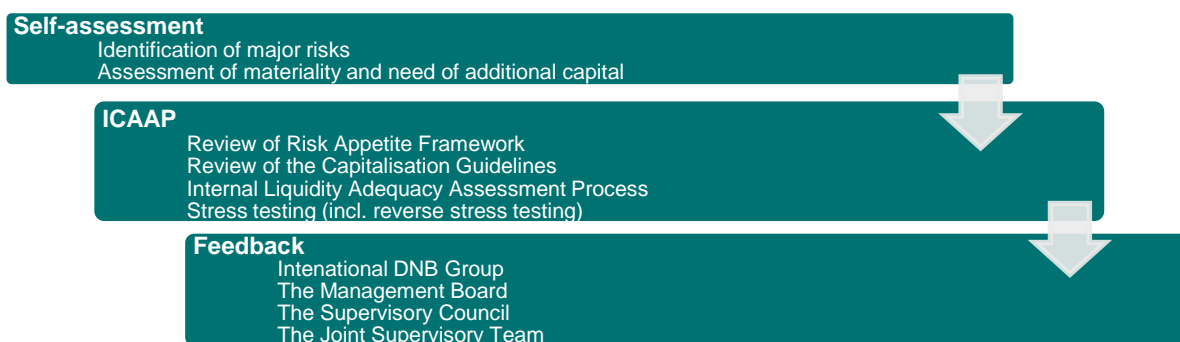 Self-assessment
Identification of major risks
Assessment of materiality and need of additional capital
ICAAP
Review of Risk Appetite Framework
Review of the Capitalisation Guidelines
Internal Liquidity Adequacy Assessment Process
Stress testing (incl. reverse stress testing)
Feedback
Intenational DNB Group
The Management Board
The Supervisory Council
The Joint Supervisory Team